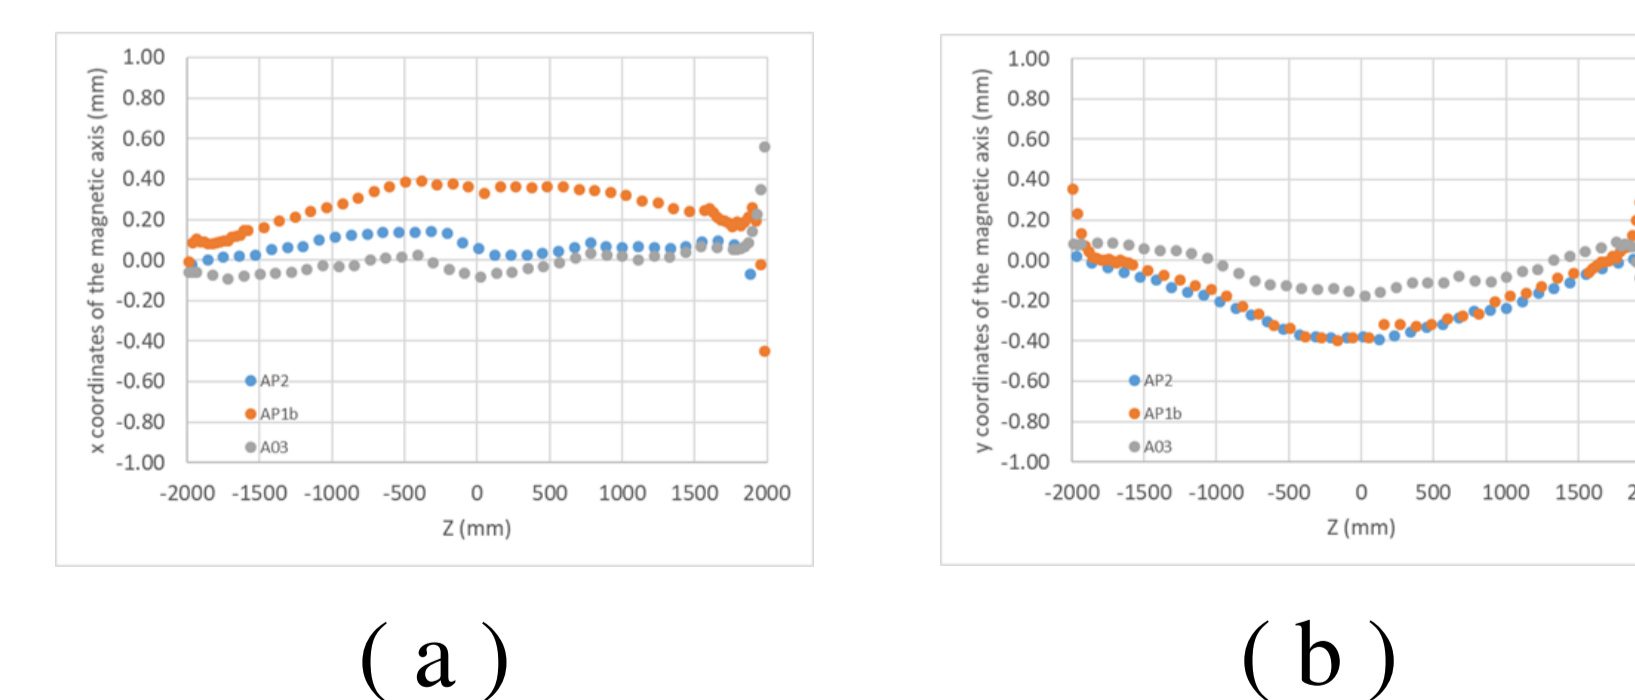 x coordinates of the magnetic axis (mm)
1.00
0.80
0.60
0.40
0.20
0.00
-0.20
-0.40
-0.60
-0.80
-1.00
AP2
AP1b
A03
-2000 -1500 -1000 -500 0 500 1000 1500 2000
Z (mm)
( a )
y coordinates of the magnetic axis (mm)
1.00
0.80
0.60
0.40
0.20
0.00
-0.20
-0.40
-0.60
-0.80
-1.00
AP2
AP1b
A03
-2000 -1500 -1000 -500 0 500 1000 1500
Z (mm)
( b )